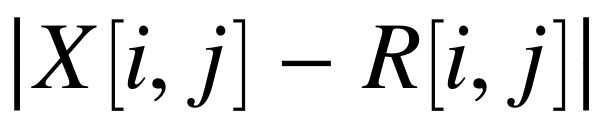 |X[i, j] − R[i, j]|